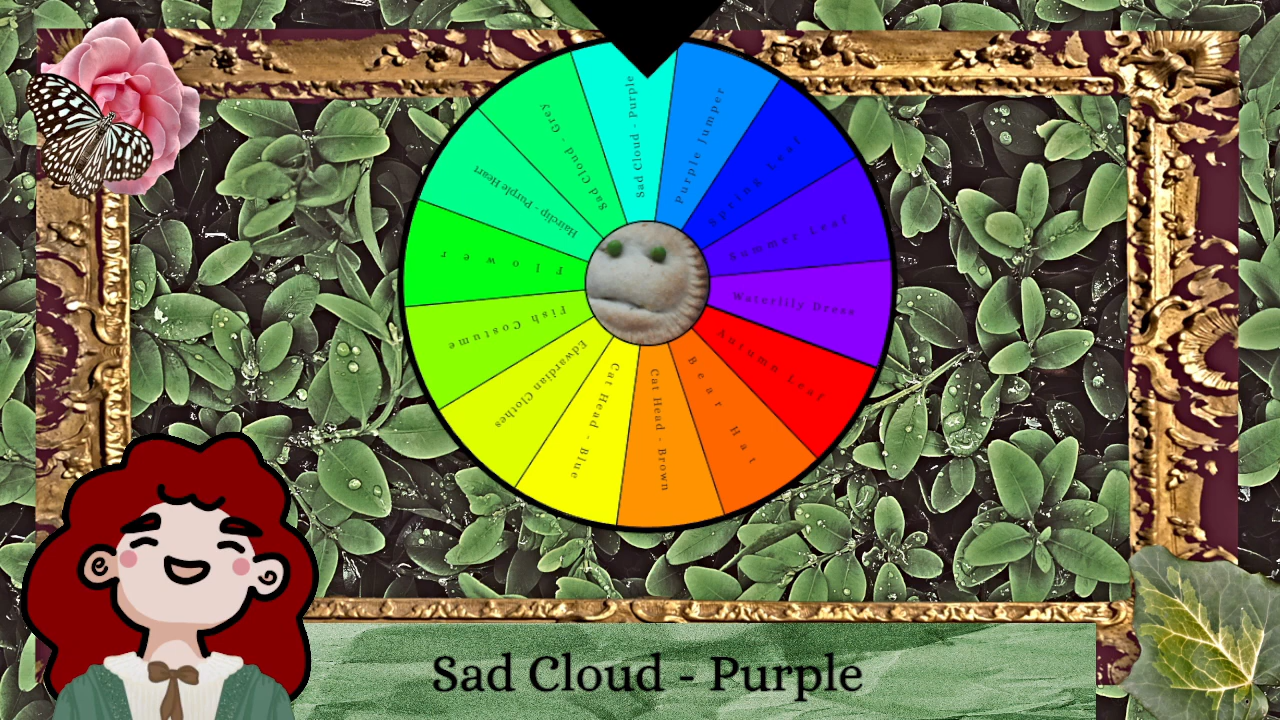 Sad Cloud - Purple
Purple jumper
Spring Leaf
Summer Leaf
Waterlily Dress
Autumn Leaf
Bear Hat
Cat Head - Brown
Cat Head - Blue
Edwardian Clothes
Fish Costume
Flower
Hairclip - Purple Heart
Sad Cloud - Grey
Sad Cloud - Purple